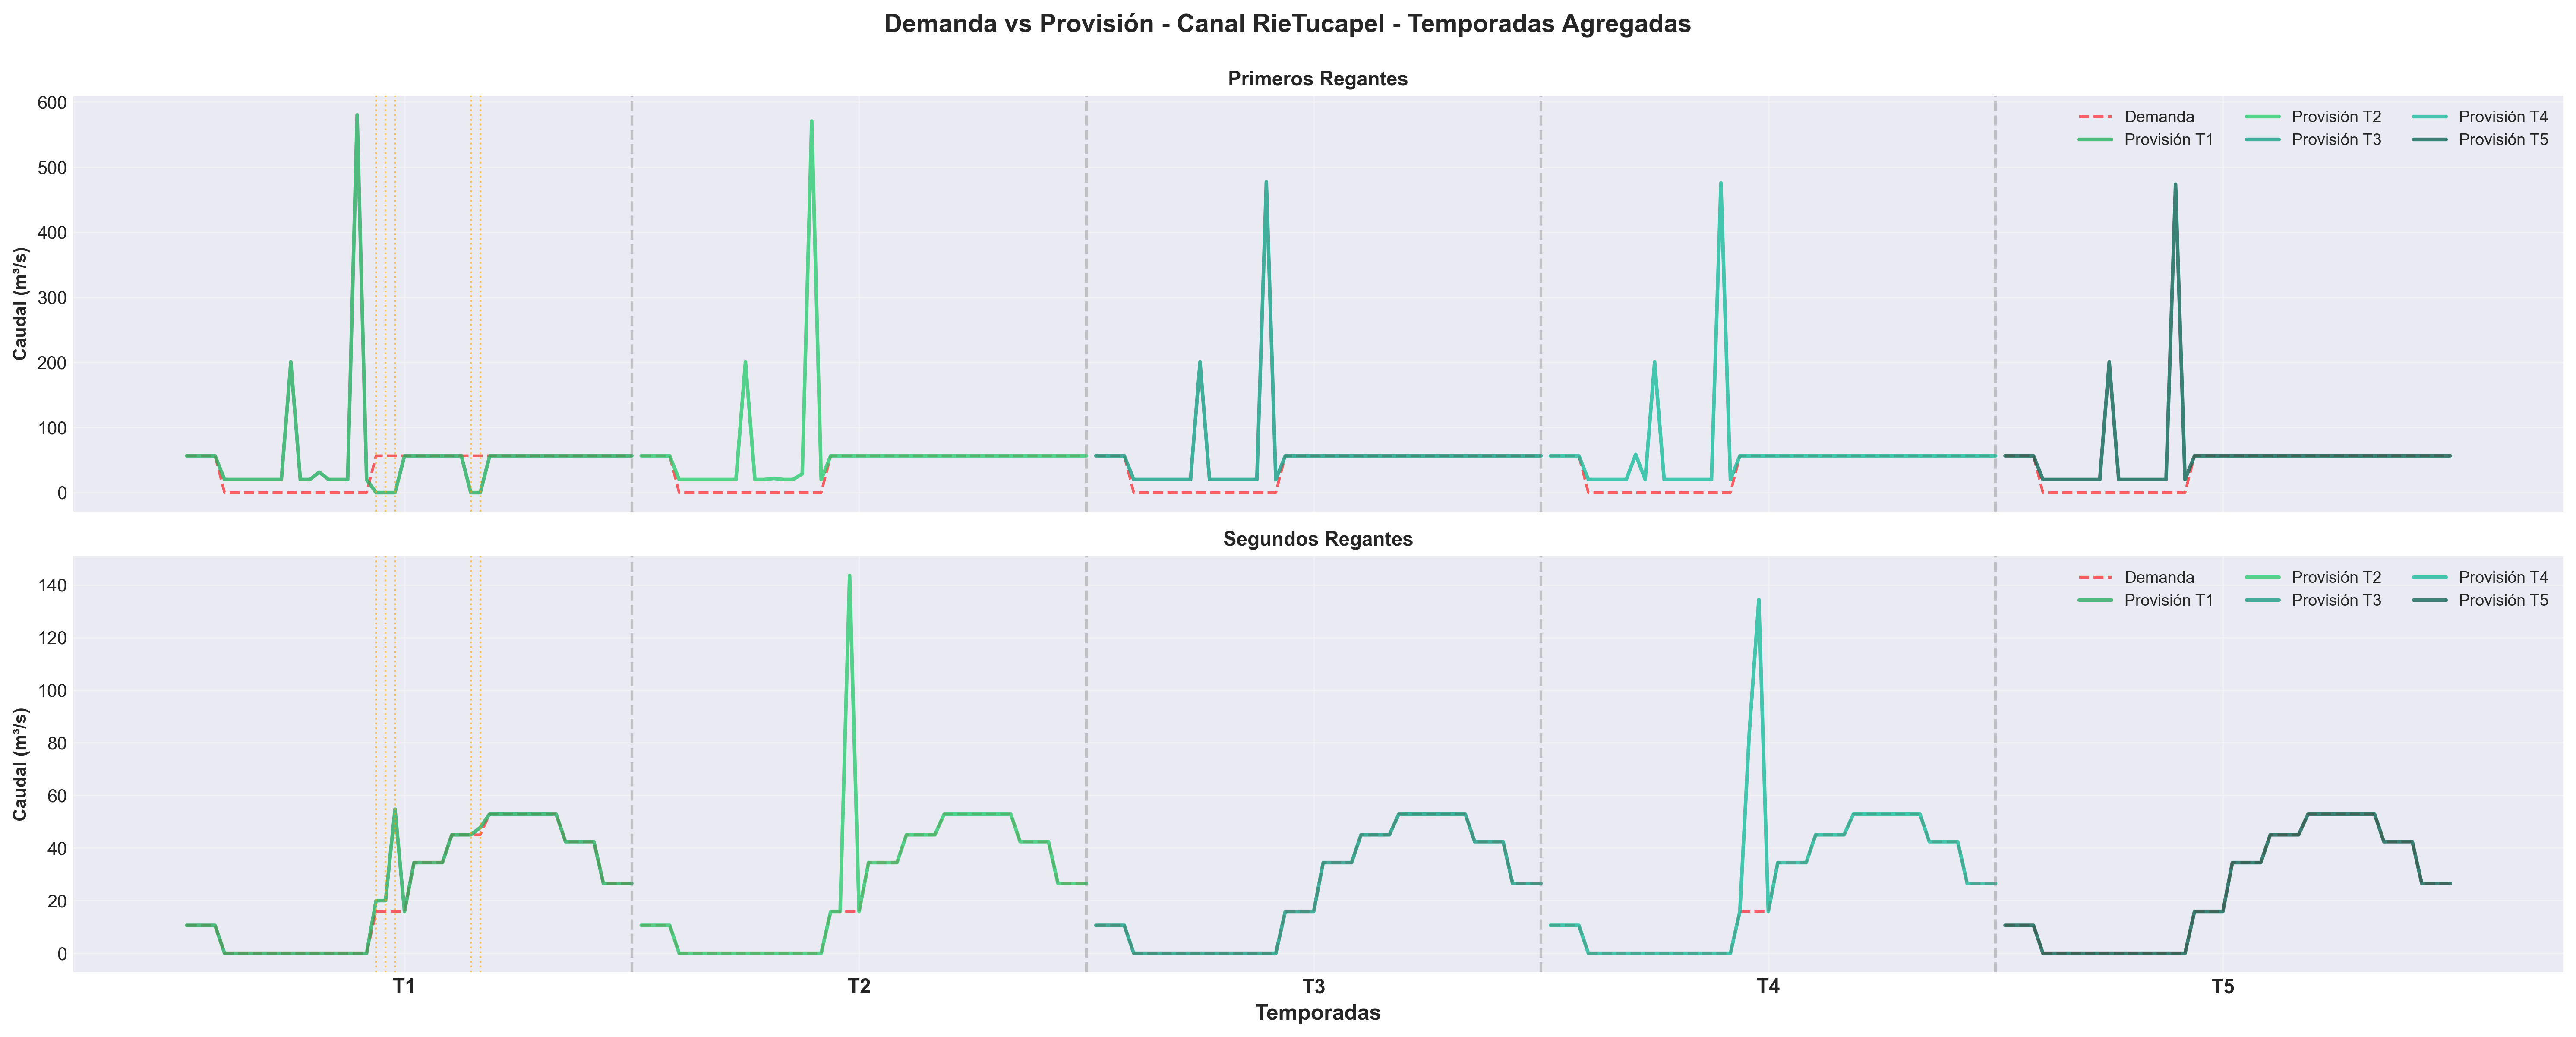 Demanda vs Provisión - Canal RieTucapel - Temporadas Agregadas
Primeros Regantes
Caudal (m³/s)
600
500
400
300
200
100
0
Demanda
Provisión T1
Provisión T2
Provisión T3
Provisión T4
Provisión T5
Segundos Regantes
Caudal (m³/s)
140
120
100
80
60
40
20
0
Demanda
Provisión T1
Provisión T2
Provisión T3
Provisión T4
Provisión T5
T1 T2 T3 T4 T5
Temporadas